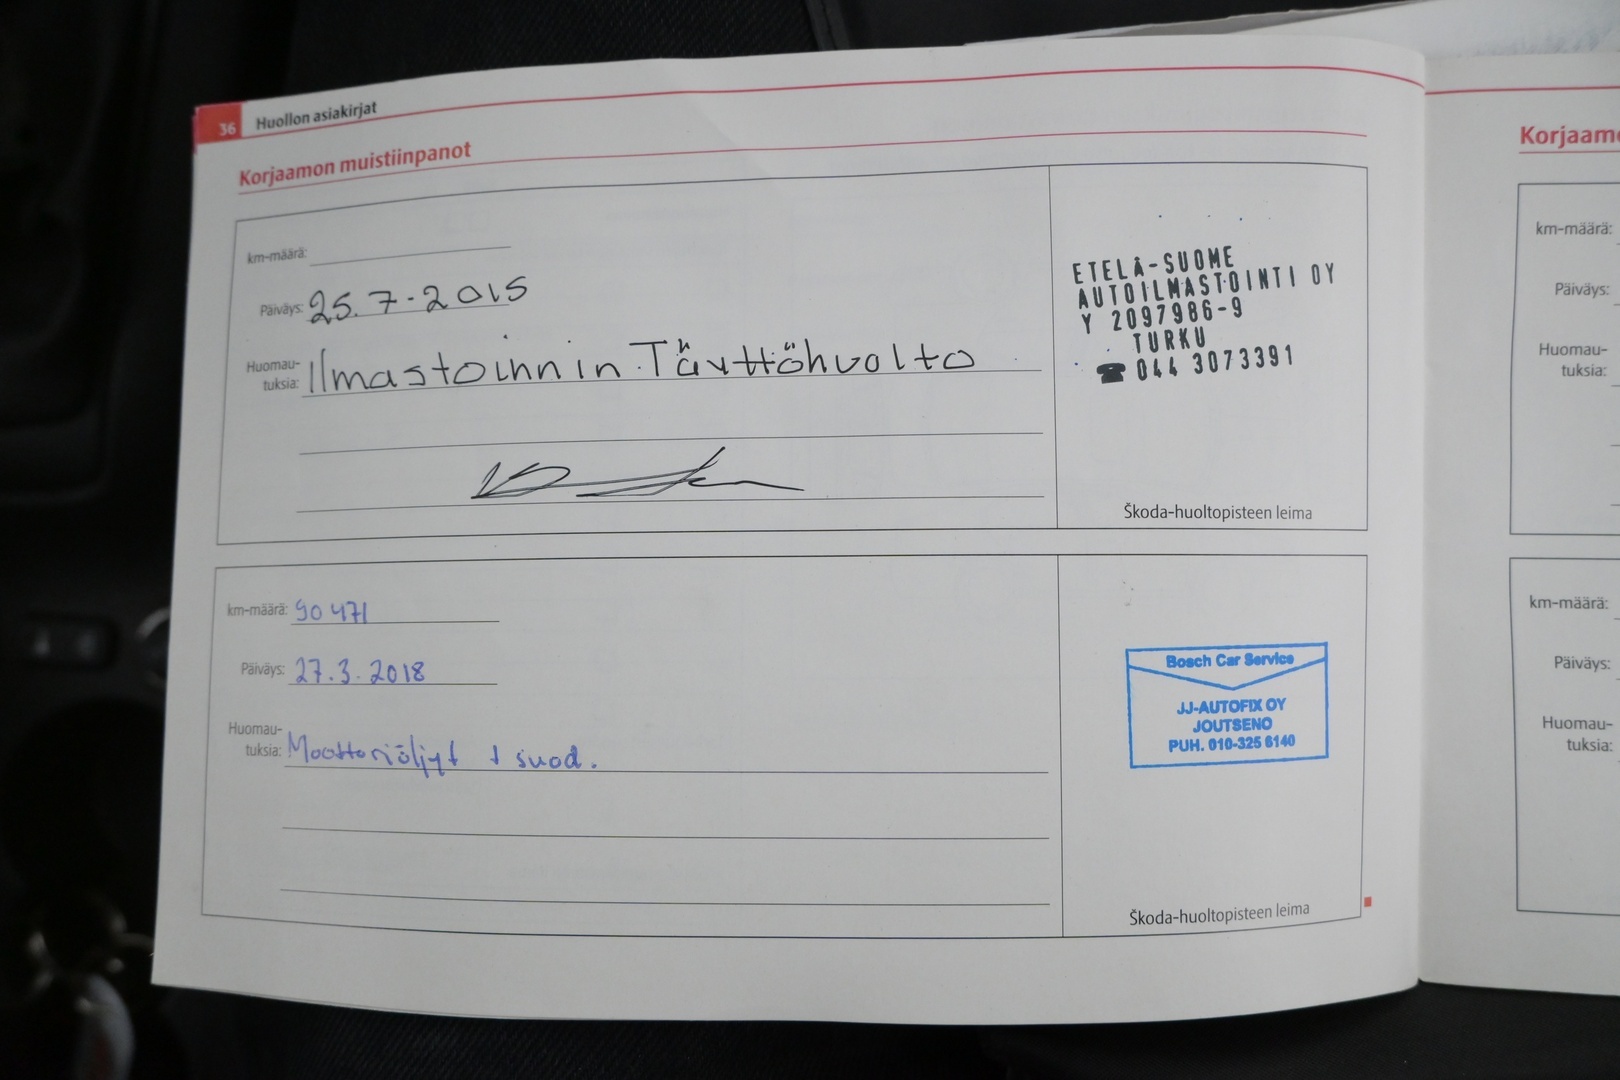 36 Huollon asiakirjat
Korjaamon muistiinpanot
km-määrä:
Päiväys: 25.7-2015
Huomau-
tuksia: Ilmastoinnin Täyttöhuolto
ETELÄ-SUOME
AUTOILMASTOINTI OY
Y 2097986-9
TURKU
☎ 044 3073391
Škoda-huoltopisteen leima
km-määrä: 90 471
Päiväys: 27.3.2018
Huomau-
tuksia: Moottoriöljyt + suod.
Bosch Car Service
JJ-AUTOFIX OY
JOUTSENO
PUH. 010-325 6140
Škoda-huoltopisteen leima
Korjaam
km-määrä:
Päiväys:
Huomau-
tuksia:
km-määrä:
Päiväys:
Huomau-
tuksia: